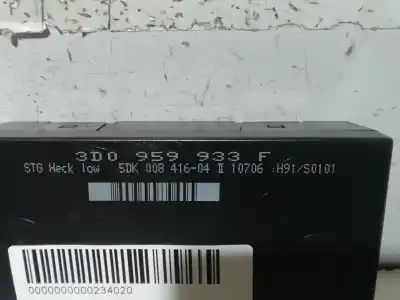 3D0 959 933 F
STG Heck low 5DK 008 416-04 II 10706 H91/S0101
0000000000234020